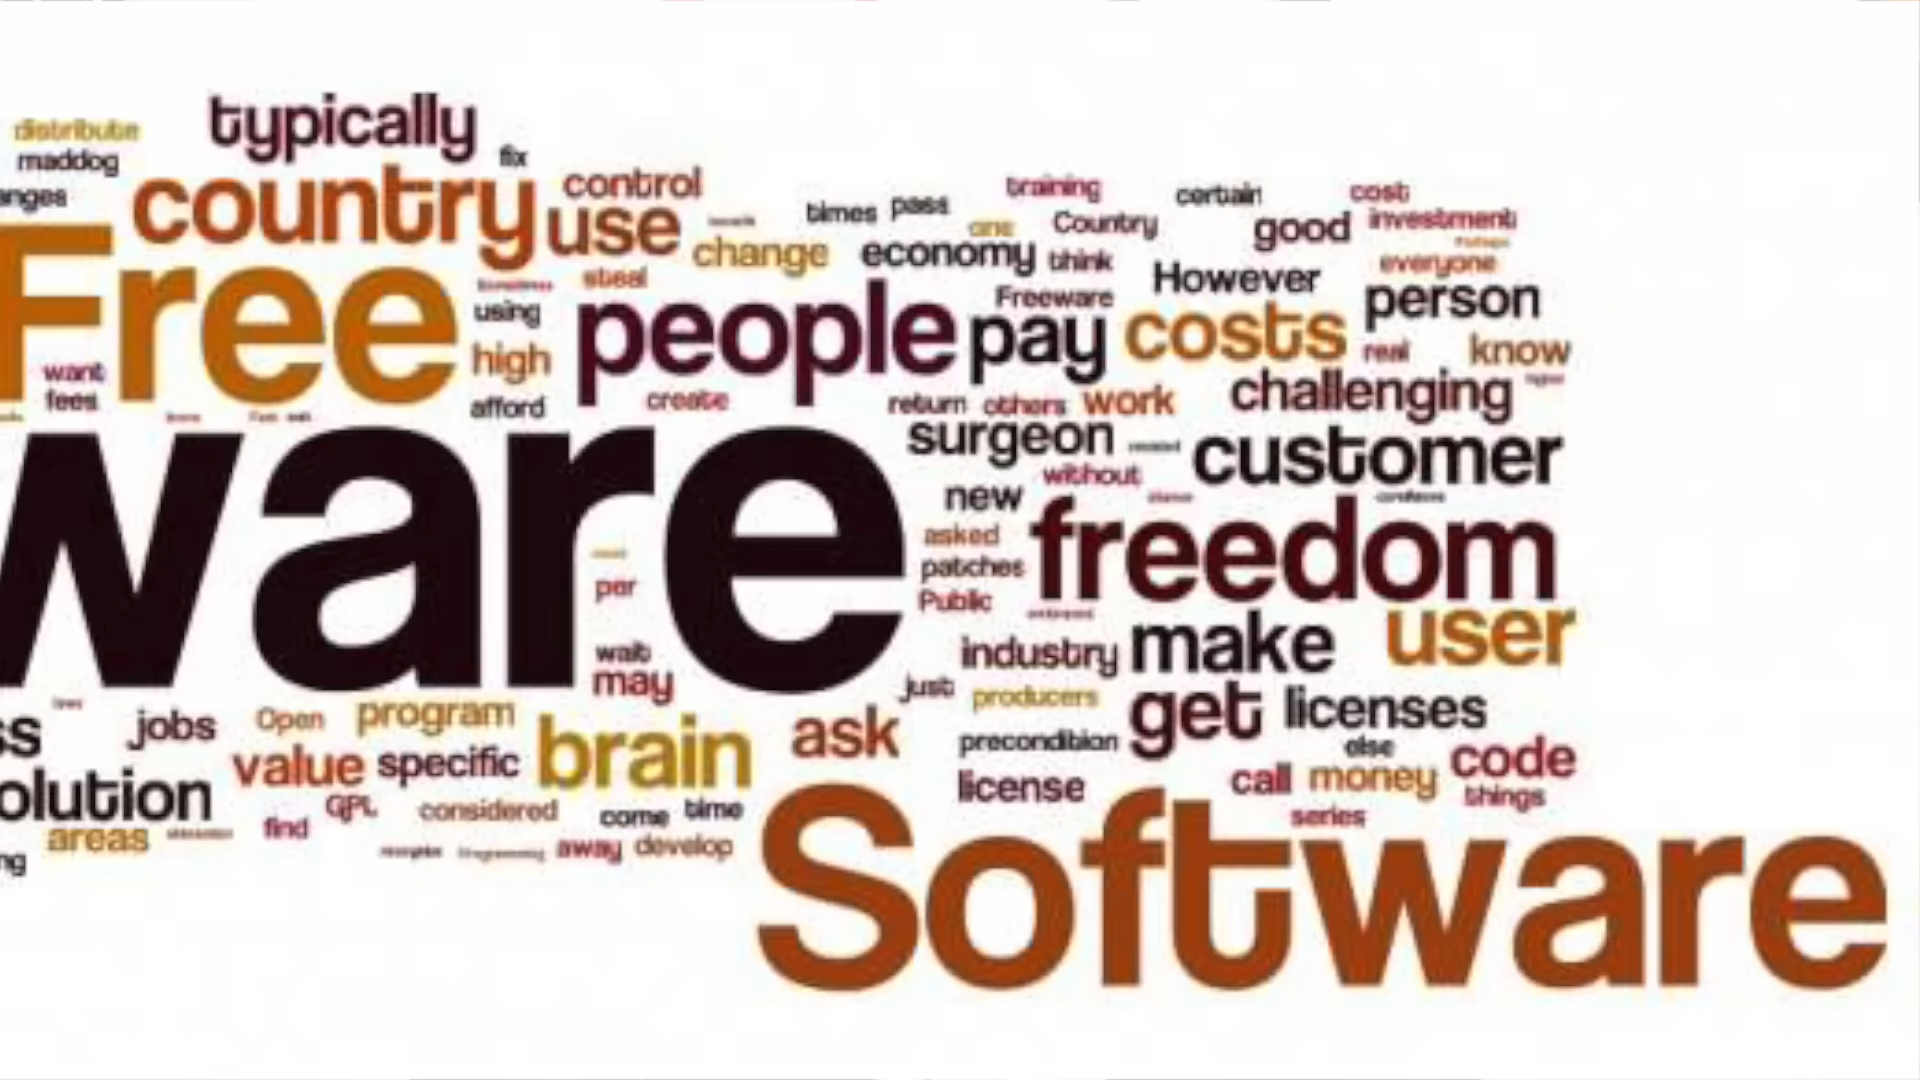 typically
distribute
maddog
fix
anges
country
control
use
times
pass
training
certain
cost
one
Country
good
investment
change
economy
think
everyone
Free
steal
using
However
Freeware
people
pay
costs
person
high
real
know
want
fees
afford
create
return
others
work
challenging
ware
surgeon
customer
without
new
freedom
asked
patches
per
Public
make
user
wait
industry
may
just
producers
get
licenses
ss
jobs
Open
program
brain
ask
precondition
else
code
value
specific
license
call
money
things
olution
GPL
considered
come
time
series
areas
find
ng
away
develop
Software